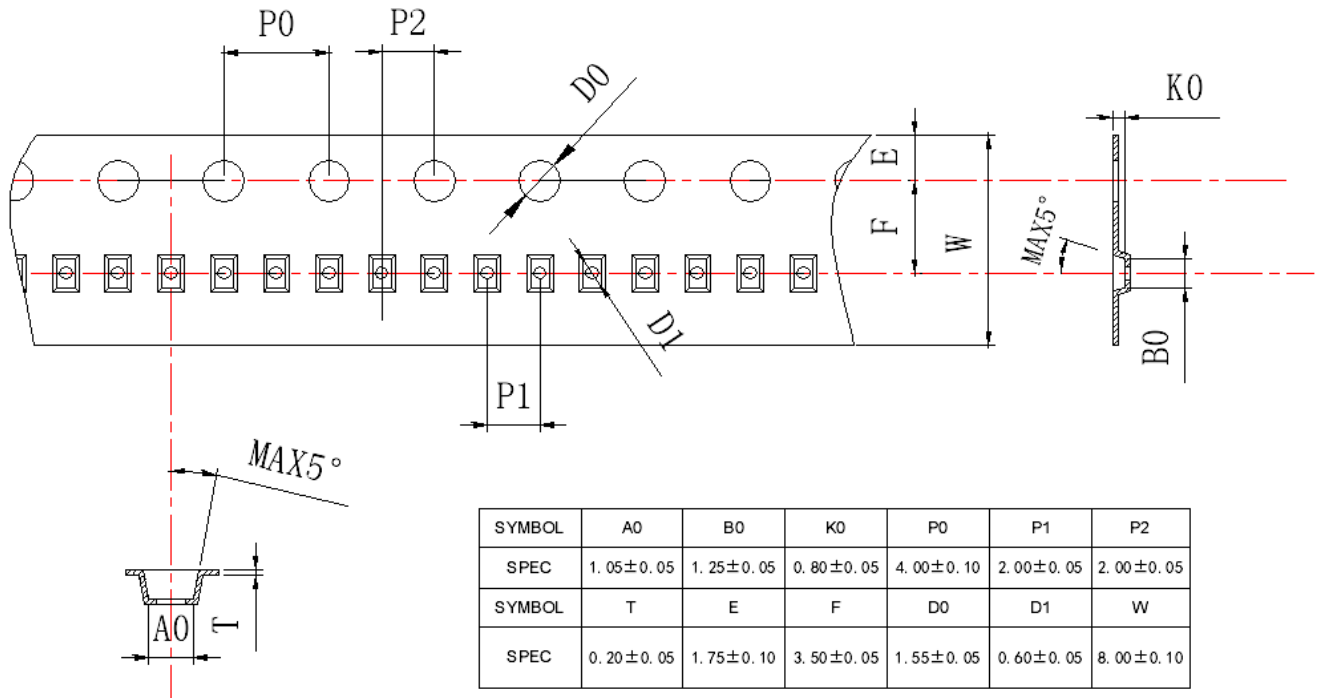 P0
P2
D0
K0
E
F
W
MAX5°
B0
D1
P1
MAX5°
A0
T
SYMBOL A0 B0 K0 P0 P1 P2
SPEC 1.05±0.05 1.25±0.05 0.80±0.05 4.00±0.10 2.00±0.05 2.00±0.05
SYMBOL T E F D0 D1 W
SPEC 0.20±0.05 1.75±0.10 3.50±0.05 1.55±0.05 0.60±0.05 8.00±0.10